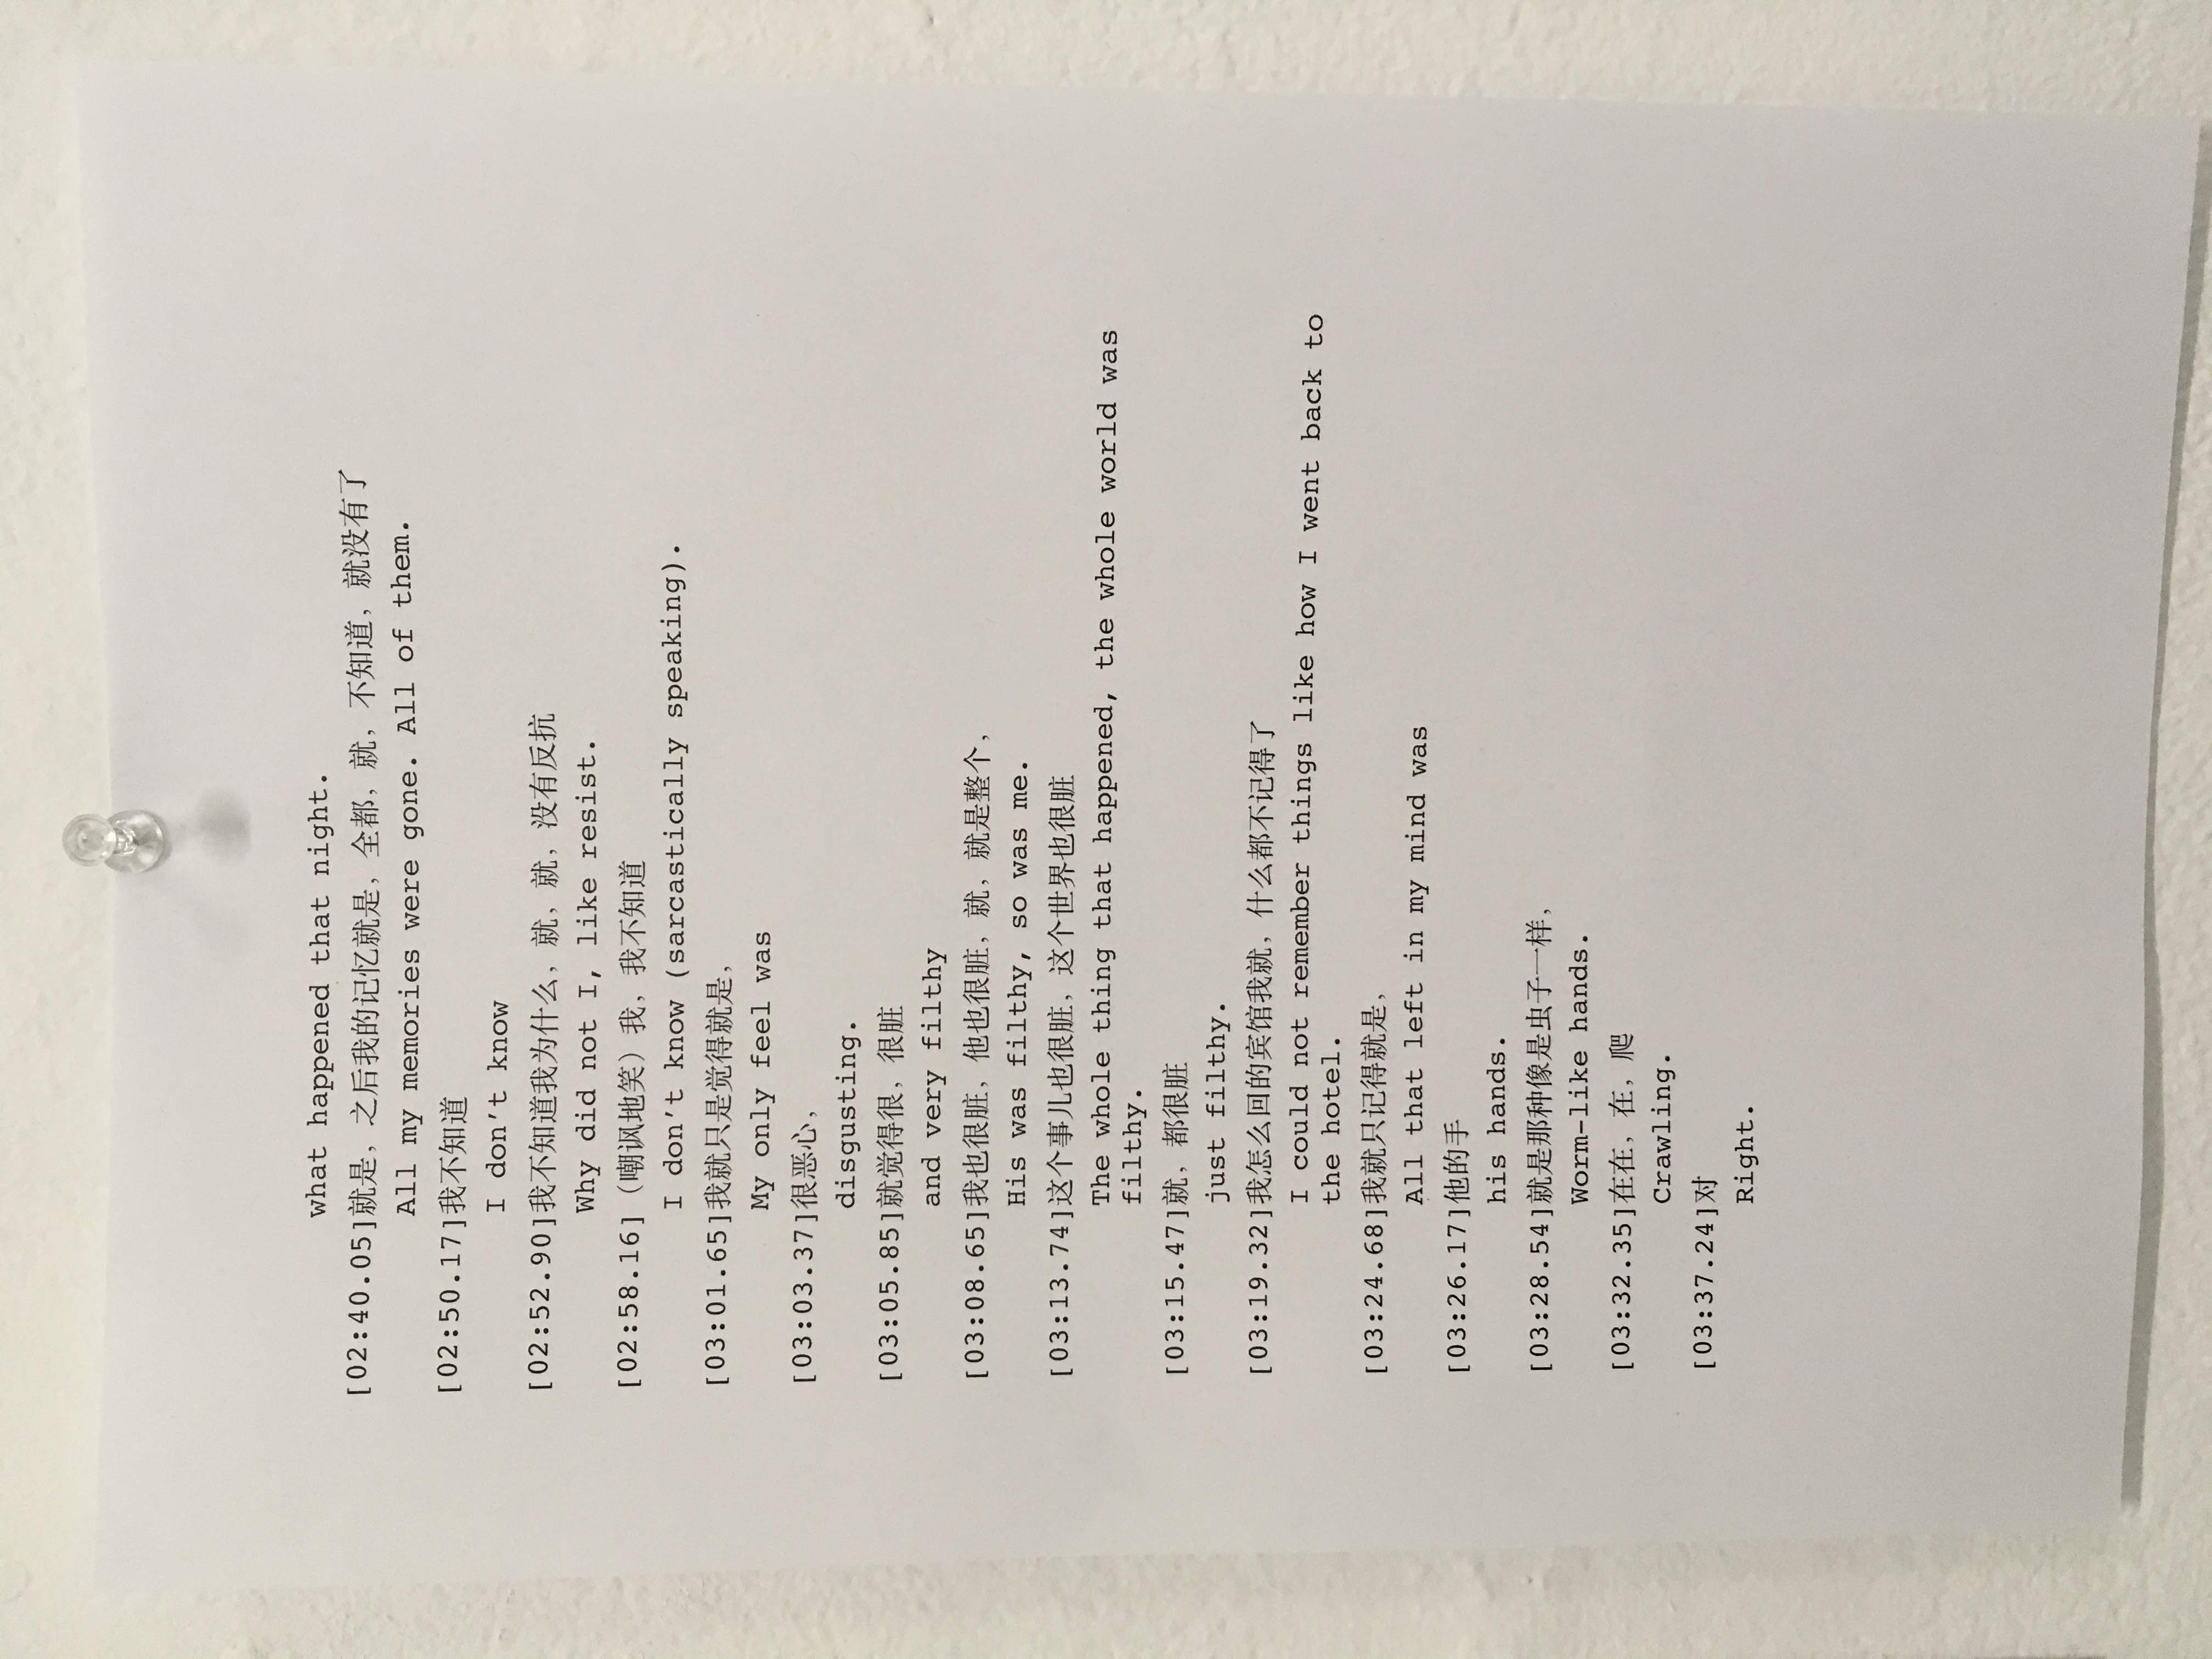 what happened that night.
[02:40.05]就是，之后我的记忆就是，全都，就，不知道，就没有了
All my memories were gone. All of them.
[02:50.17]我不知道
I don't know
[02:52.90]我不知道我为什么，就，就，没有反抗
Why did not I, like resist.
[02:58.16]（嘲讽地笑）我，我不知道
I don't know (sarcastically speaking).
[03:01.65]我就只是觉得就是，
My only feel was
[03:03.37]很恶心，
disgusting.
[03:05.85]就觉得很，很脏
and very filthy
[03:08.65]我也很脏，他也很脏，就，就是整个，
His was filthy, so was me.
[03:13.74]这个事儿也很脏，这个世界也很脏
The whole thing that happened, the whole world was
filthy.
[03:15.47]就，都很脏
just filthy.
[03:19.32]我怎么回的宾馆我就，什么都不记得了
I could not remember things like how I went back to
the hotel.
[03:24.68]我就只记得就是，
All that left in my mind was
[03:26.17]他的手
his hands.
[03:28.54]就是那种像是虫子一样，
Worm-like hands.
[03:32.35]在在，在，爬
Crawling.
[03:37.24]对
Right.